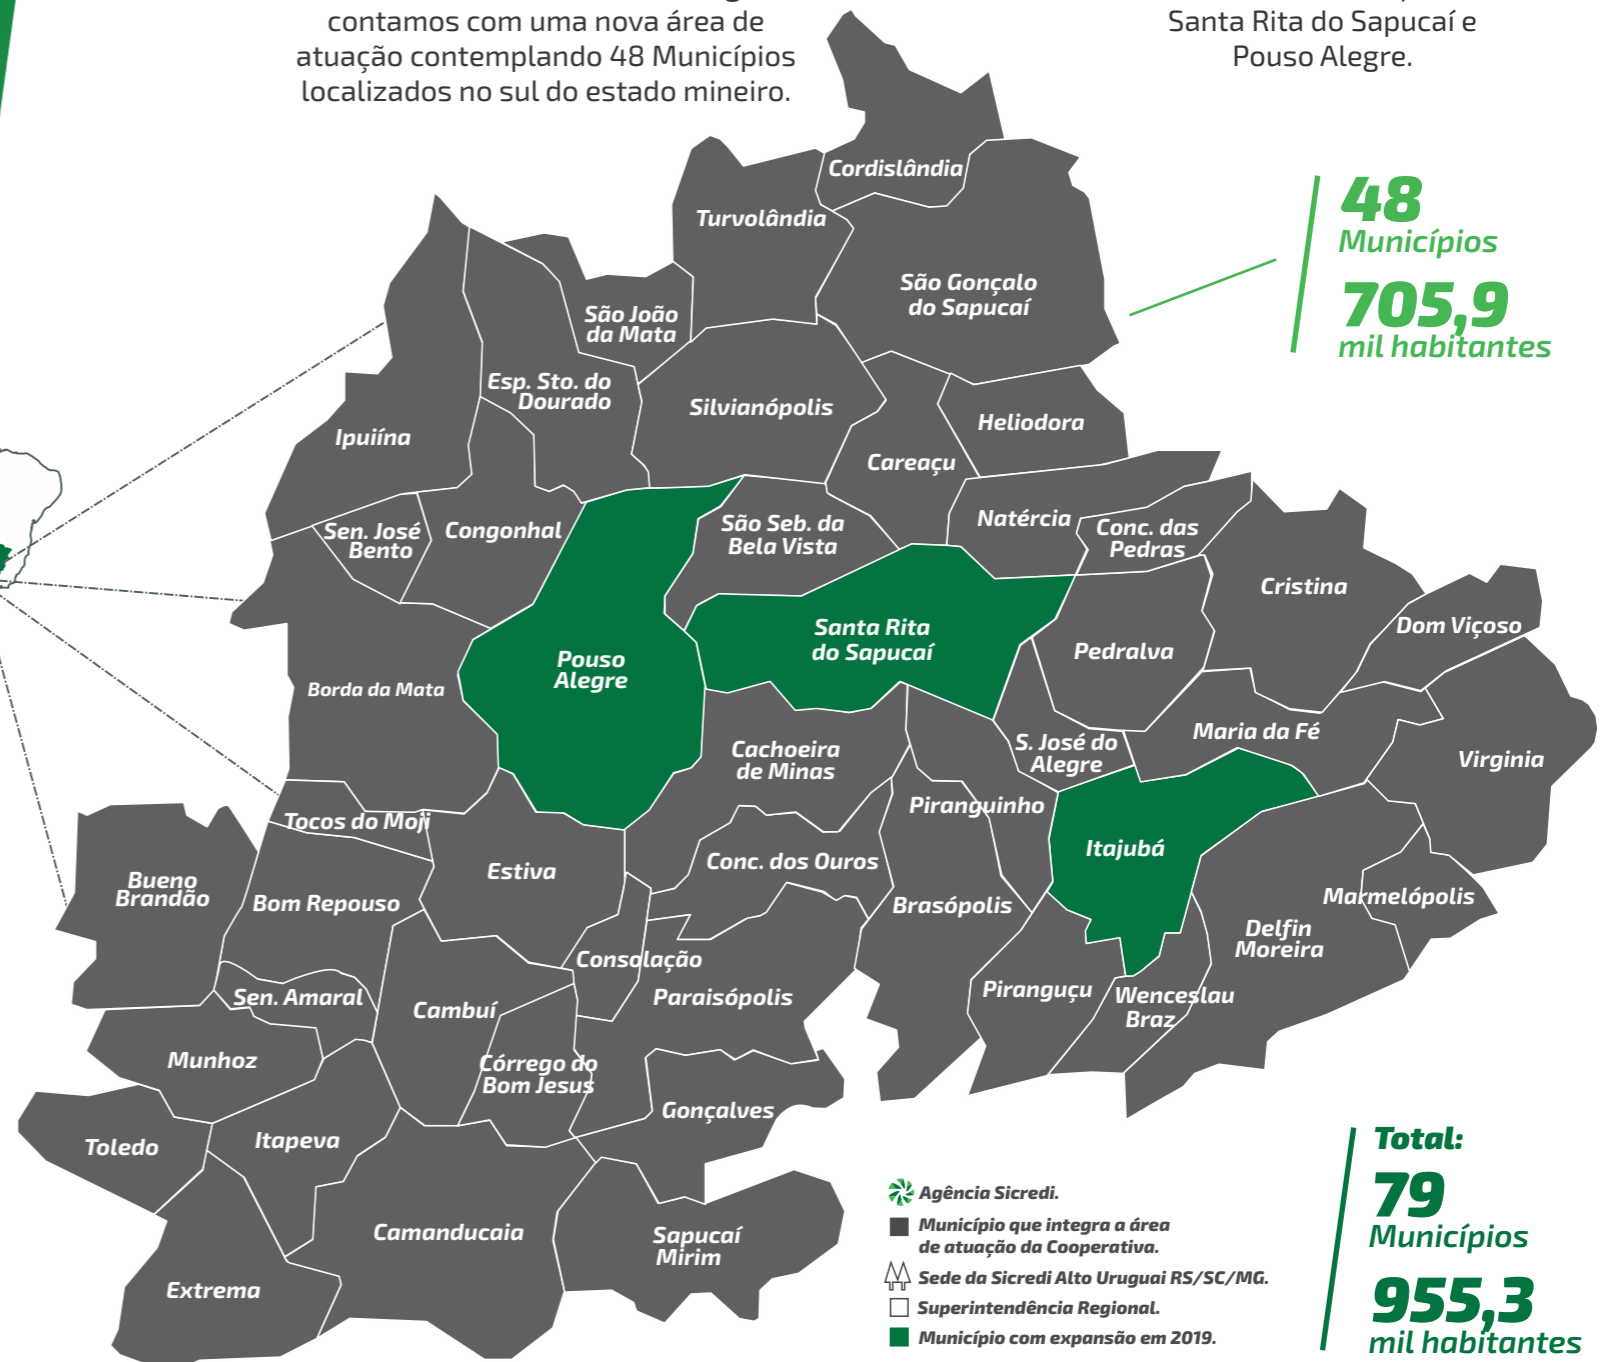 contamos com uma nova área de
atuação contemplando 48 Municípios
localizados no sul do estado mineiro.
Santa Rita do Sapucaí e
Pouso Alegre.
48
Municípios
705,9
mil habitantes
Cordislândia
Turvolândia
São Gonçalo
do Sapucaí
São João
da Mata
Esp. Sto. do
Dourado
Silvianópolis
Heliodora
Ipuiína
Careaçu
Sen. José
Bento
Congonhal
São Seb. da
Bela Vista
Natércia
Conc. das
Pedras
Cristina
Dom Viçoso
Santa Rita
do Sapucaí
Pedralva
Pouso
Alegre
Borda da Mata
Cachoeira
de Minas
S. José do
Alegre
Maria da Fé
Virginia
Piranguinho
Tocos do Moji
Estiva
Conc. dos Ouros
Itajubá
Bueno
Brandão
Bom Repouso
Brasópolis
Marmelópolis
Delfin
Moreira
Consolação
Sen. Amaral
Cambuí
Paraisópolis
Piranguçu
Wenceslau
Braz
Munhoz
Córrego do
Bom Jesus
Gonçalves
Toledo
Itapeva
Camanducaia
Sapucaí
Mirim
Extrema
Agência Sicredi.
Município que integra a área
de atuação da Cooperativa.
Sede da Sicredi Alto Uruguai RS/SC/MG.
Superintendência Regional.
Município com expansão em 2019.
Total:
79
Municípios
955,3
mil habitantes